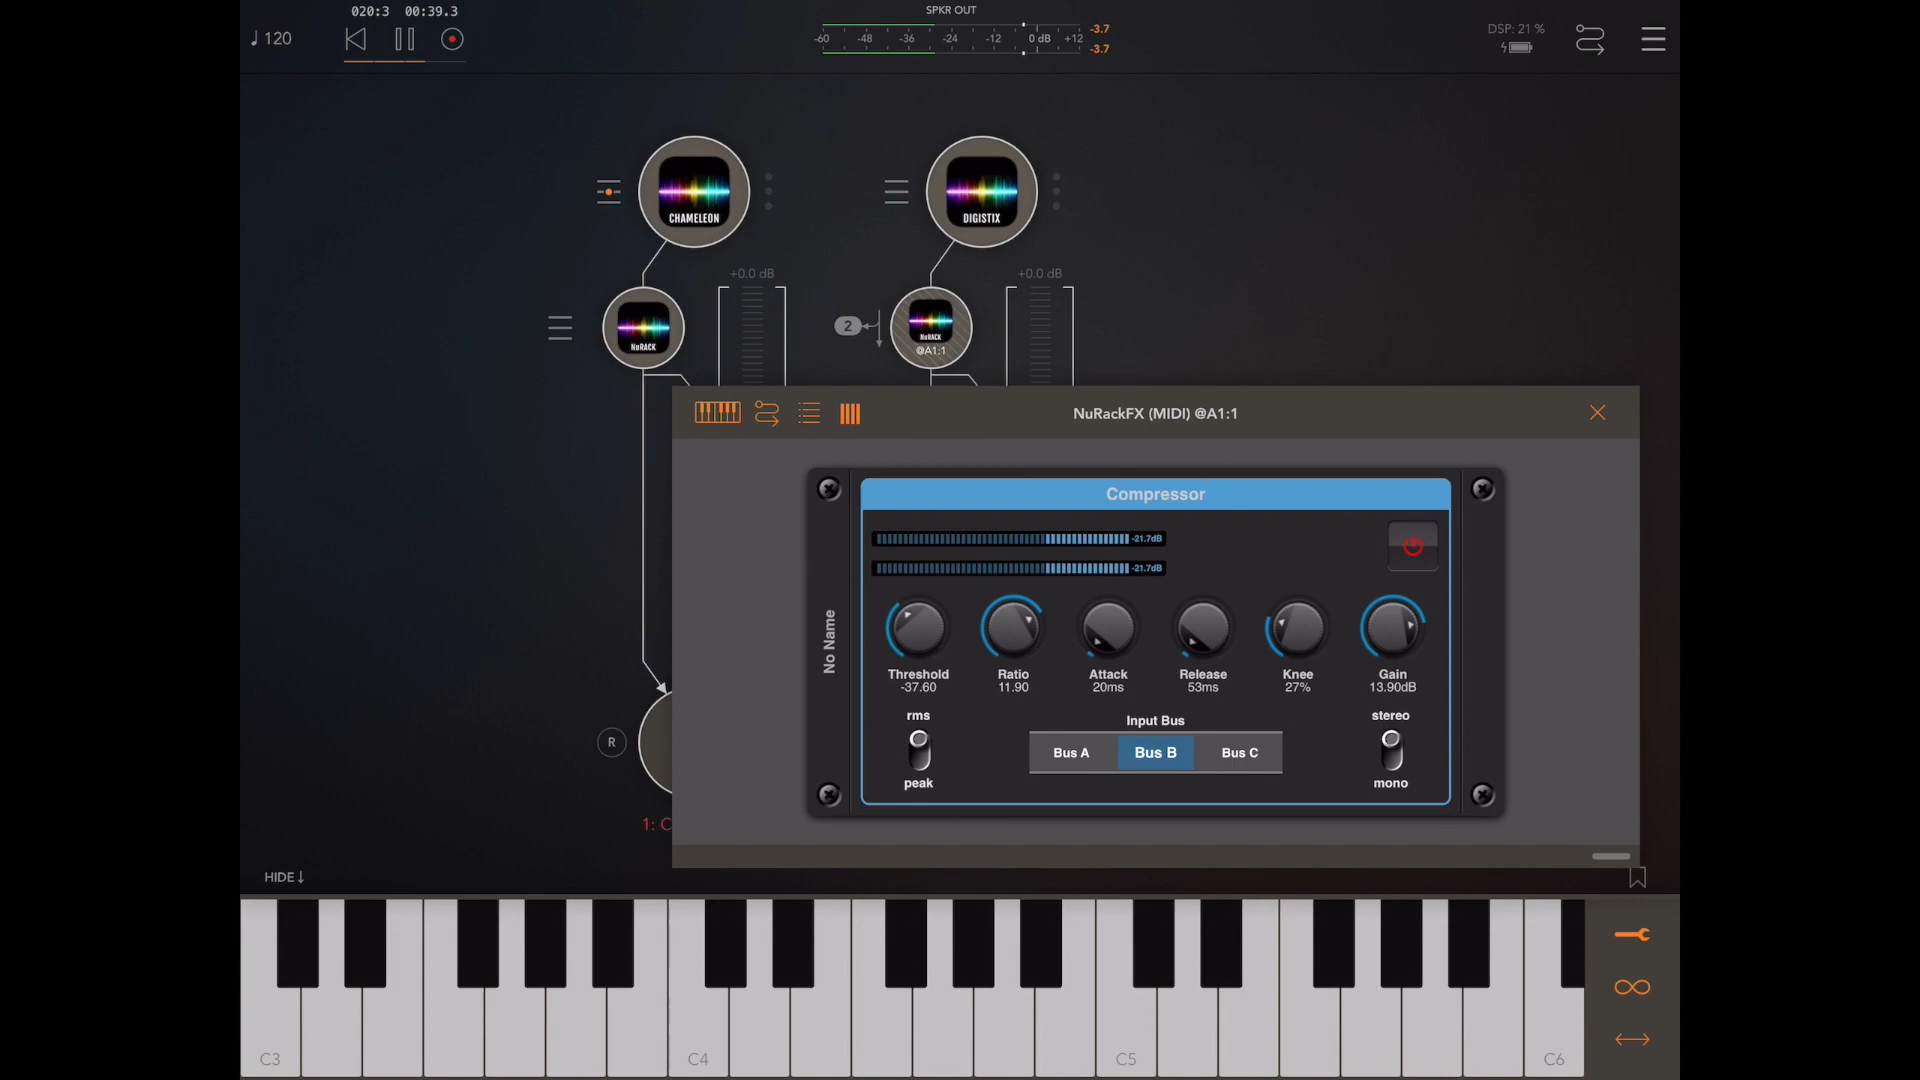 020:3 00:39.3
♩120
SPKR OUT
-60 -48 -36 -24 -12 0 dB +12
-3.7
-3.7
DSP: 21 %
CHAMELEON
DIGISTIX
+0.0 dB
+0.0 dB
NuRACK
2
NuRACK
@A1:1
NuRackFX (MIDI) @A1:1
Compressor
-21.7dB
-21.7dB
No Name
Threshold Ratio Attack Release Knee Gain
-37.60 11.90 20ms 53ms 27% 13.90dB
rms
Input Bus
stereo
Bus A Bus B Bus C
peak
mono
R
1: C
HIDE↓
C3 C4 C5 C6